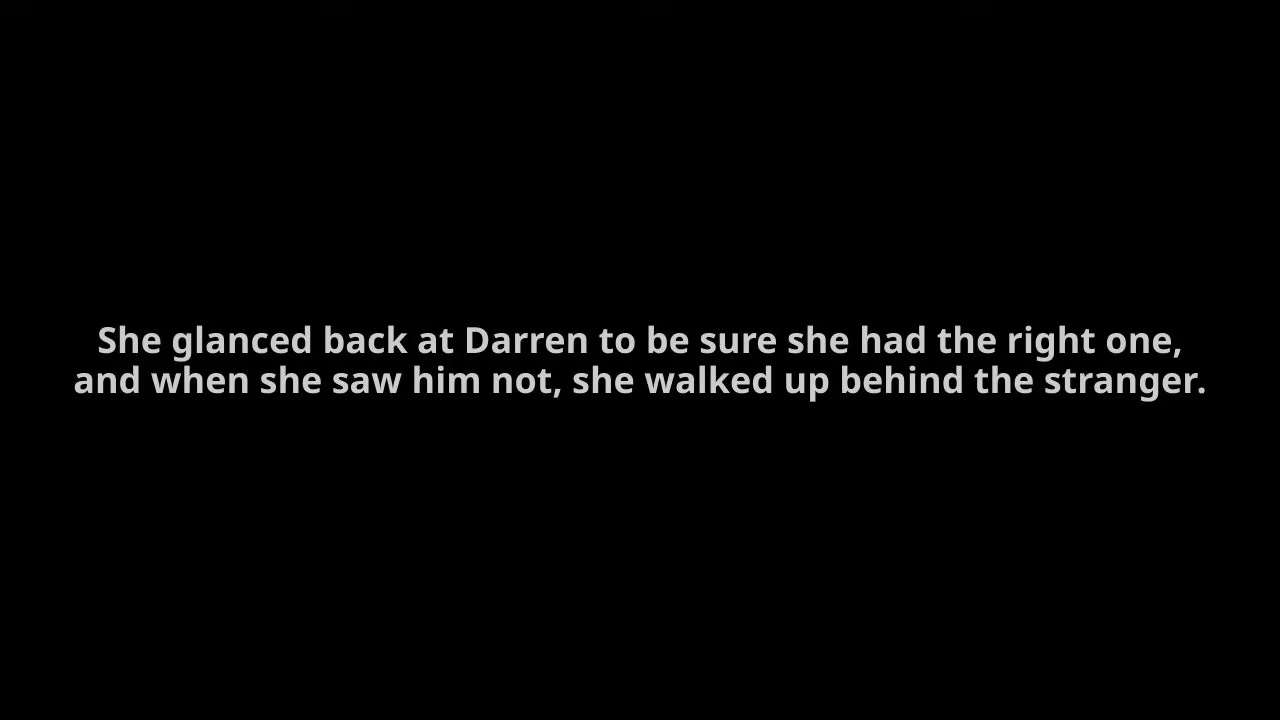 She glanced back at Darren to be sure she had the right one,
and when she saw him not, she walked up behind the stranger.